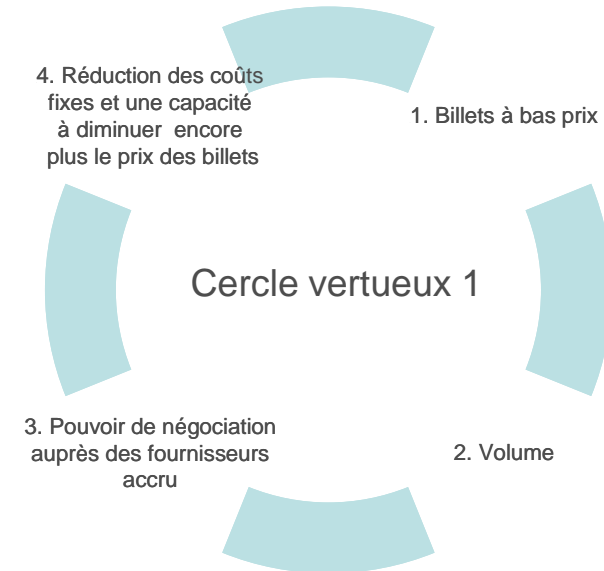 4. Réduction des coûts
fixes et une capacité
à diminuer encore
plus le prix des billets
1. Billets à bas prix
Cercle vertueux 1
3. Pouvoir de négociation
auprès des fournisseurs
accru
2. Volume